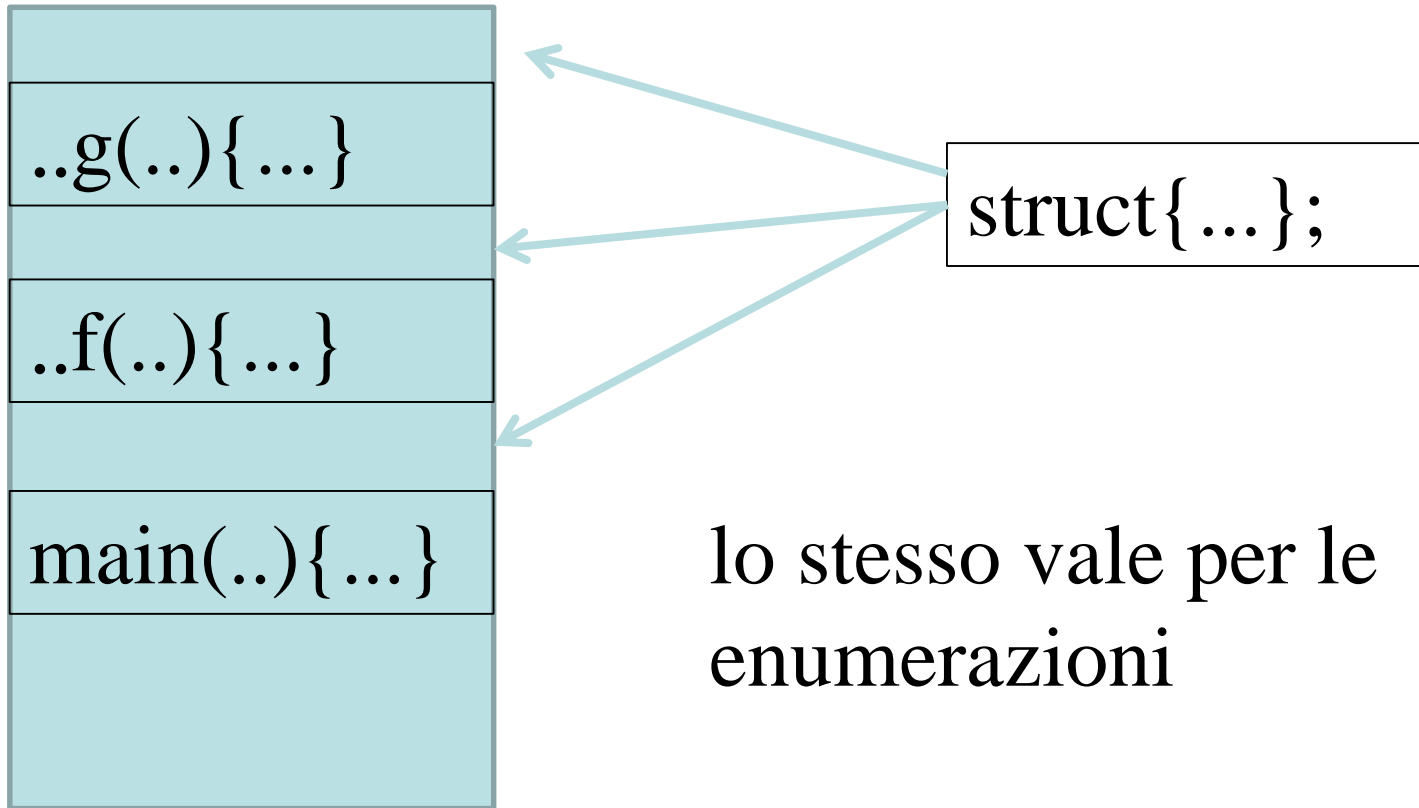 ..g(..){...}
struct{...};
..f(..){...}
main(..){...}
lo stesso vale per le
enumerazioni